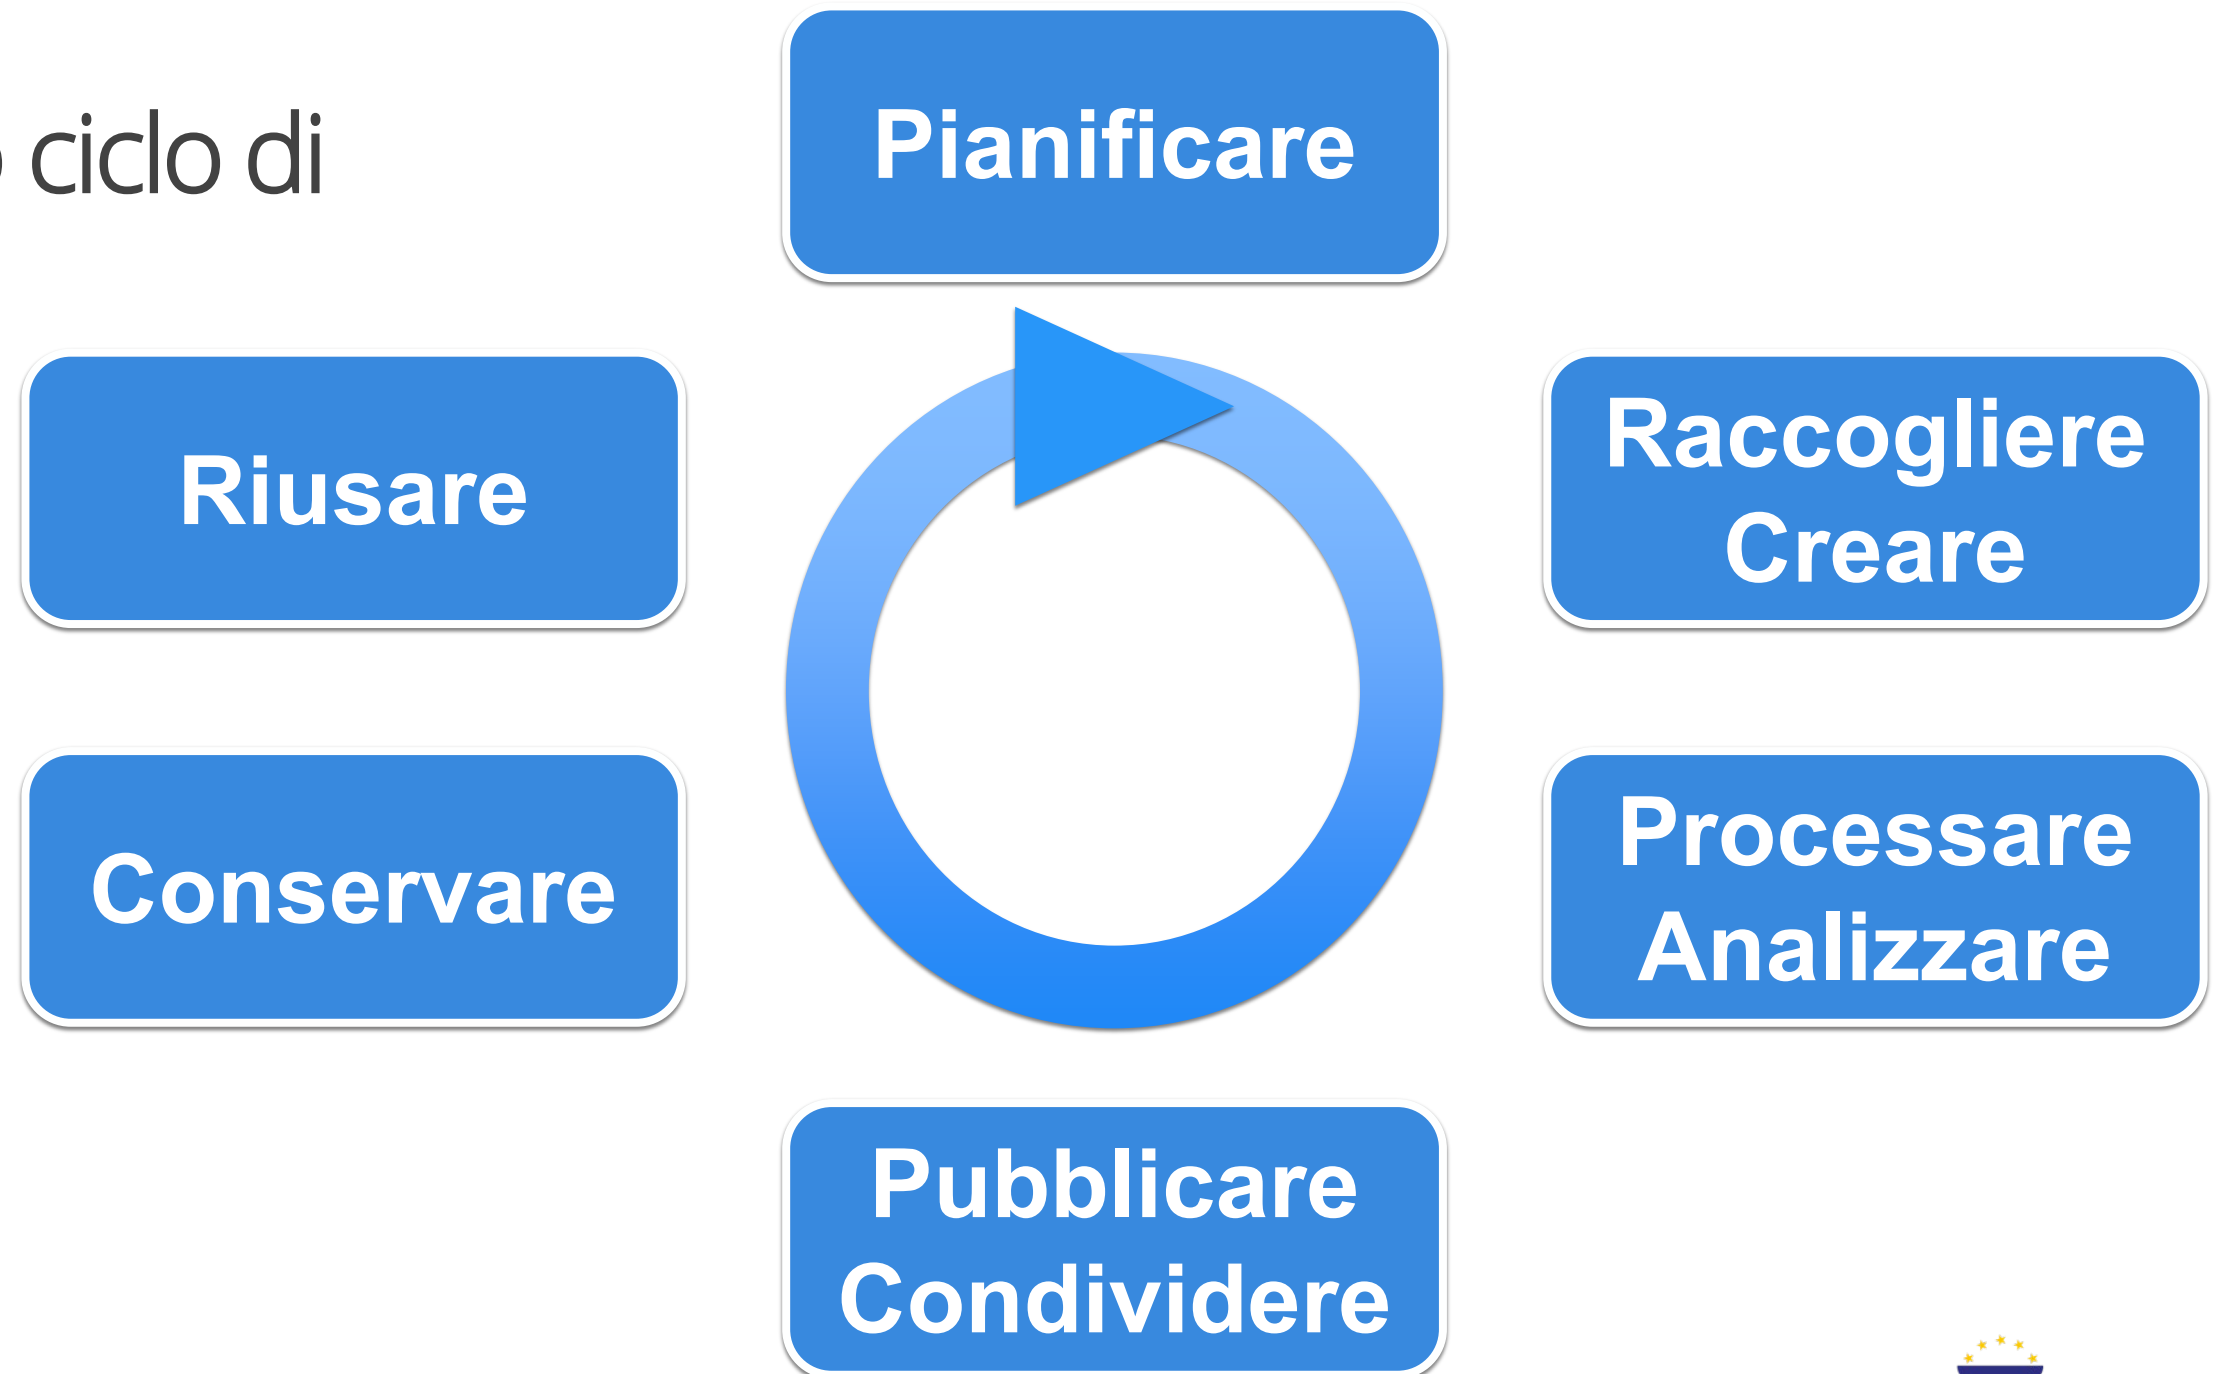 ciclo di
Pianificare
Riusare
Raccogliere
Creare
Conservare
Processare
Analizzare
Pubblicare
Condividere